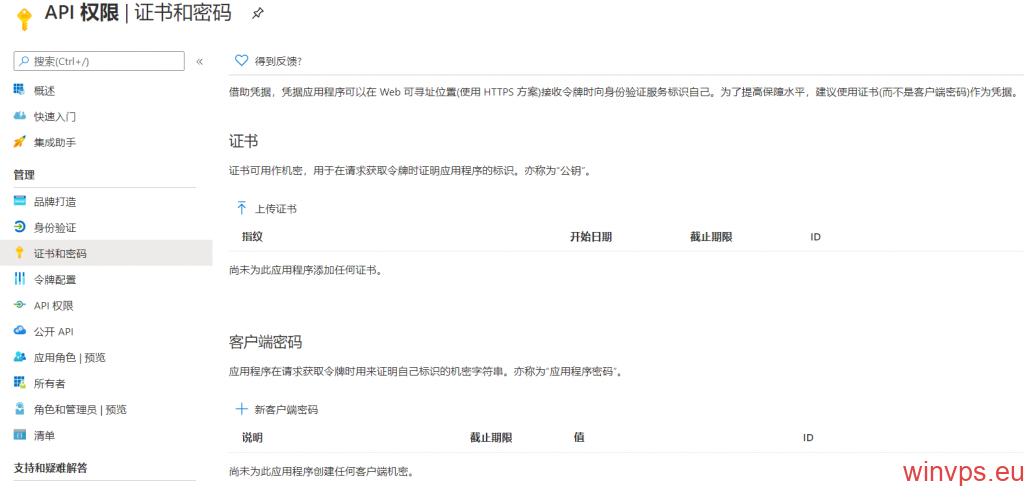 API 权限 | 证书和密码
搜索(Ctrl+/)
«
概述
快速入门
集成助手
管理
品牌打造
身份验证
证书和密码
令牌配置
API 权限
公开 API
应用角色 | 预览
所有者
角色和管理员 | 预览
清单
支持和疑难解答
得到反馈?
借助凭据，凭据应用程序可以在 Web 可寻址位置(使用 HTTPS 方案)接收令牌时向身份验证服务标识自己。为了提高保障水平，建议使用证书(而不是客户端密码)作为凭据。
证书
证书可用作机密，用于在请求获取令牌时证明应用程序的标识。亦称为“公钥”。
上传证书
指纹 开始日期 截止期限 ID
尚未为此应用程序添加任何证书。
客户端密码
应用程序在请求获取令牌时用来证明自己标识的机密字符串。亦称为“应用程序密码”。
新客户端密码
说明 截止期限 值 ID
尚未为此应用程序创建任何客户端机密。
winvps.eu